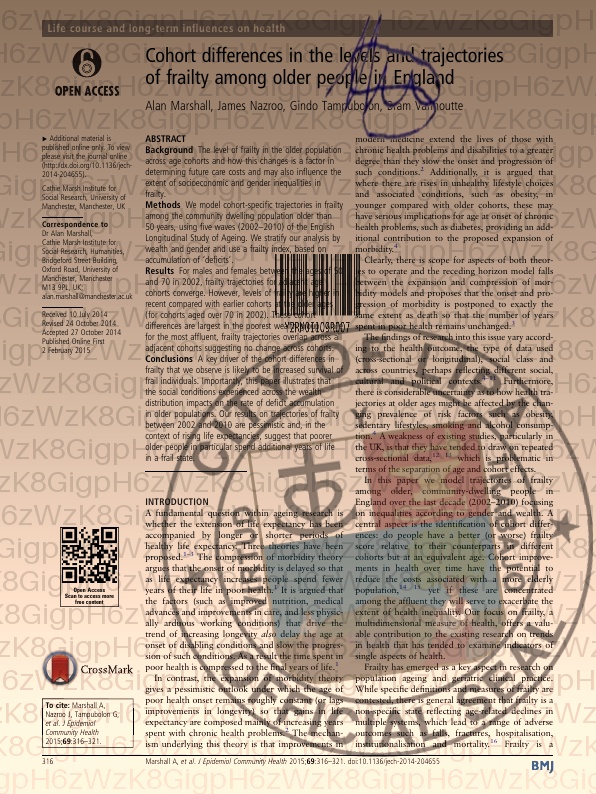 Life course and long-term influences on health
OPEN ACCESS
Cohort differences in the levels and trajectories
of frailty among older people in England
Alan Marshall, James Nazroo, Gindo Tampubolon, Bram Vanhoutte
▸ Additional material is
published online only. To view
please visit the journal online
(http://dx.doi.org/10.1136/jech-
2014-204655).
Cathie Marsh Institute for
Social Research, University of
Manchester, Manchester, UK
Correspondence to
Dr Alan Marshall,
Cathie Marsh Institute for
Social Research, Humanities,
Bridgeford Street Building,
Oxford Road, University of
Manchester, Manchester
M13 9PL, UK;
alan.marshall@manchester.ac.uk
Received 10 July 2014
Revised 24 October 2014
Accepted 27 October 2014
Published Online First
2 February 2015
Open Access
Scan to access more
free content
CrossMark
To cite: Marshall A,
Nazroo J, Tampubolon G,
et al. J Epidemiol
Community Health
2015;69:316–321.
ABSTRACT
Background The level of frailty in the older population
across age cohorts and how this changes is a factor in
determining future care costs and may also influence the
extent of socioeconomic and gender inequalities in
frailty.
Methods We model cohort-specific trajectories in frailty
among the community dwelling population older than
50 years, using five waves (2002–2010) of the English
Longitudinal Study of Ageing. We stratify our analysis by
wealth and gender and use a frailty index, based on
accumulation of 'deficits'.
Results For males and females between the ages of 50
and 70 in 2002, frailty trajectories for adjacent age
cohorts converge. However, levels of frailty are higher in
recent compared with earlier cohorts at the older ages
(for cohorts aged over 70 in 2002). These cohort
differences are largest in the poorest
for the most affluent, frailty trajectories overlap across all
adjacent cohorts suggesting no change across cohorts.
Conclusions A key driver of the cohort differences in
frailty that we observe is likely to be increased survival of
frail individuals. Importantly, this paper illustrates that
the social conditions experienced across the wealth
distribution impacts on the rate of deficit accumulation
in older populations. Our results on trajectories of frailty
between 2002 and 2010 are pessimistic and, in the
context of rising life expectancies, suggest that poorer
older people in particular spend additional years of life
in a frail state.
INTRODUCTION
A fundamental question within ageing research is
whether the extension of life expectancy has been
accompanied by longer or shorter periods of
healthy life expectancy. Three theories have been
proposed.1–3 The compression of morbidity theory
argues that the onset of morbidity is delayed so that
as life expectancy increases people spend fewer
years of their life in poor health.1 It is argued that
the factors (such as improved nutrition, medical
advances and improvements in care, and less physic-
ally arduous working conditions) that drive the
trend of increasing longevity also delay the age at
onset of disabling conditions and slow the progres-
sion of such conditions. As a result the time spent in
poor health is compressed to the final years of life.
In contrast, the expansion of morbidity theory
gives a pessimistic outlook under which the age of
poor health onset remains roughly constant (or lags
improvements in longevity), so that gains in life
expectancy are composed mainly of increasing years
spent with chronic health problems. The mechan-
ism underlying this theory is that improvements in
modern medicine extend the lives of those with
chronic health problems and disabilities to a greater
degree than they slow the onset and progression of
such conditions.2 Additionally, it is argued that
where there are rises in unhealthy lifestyle choices
and associated conditions, such as obesity, in
younger compared with older cohorts, these may
have serious implications for age at onset of chronic
health problems, such as diabetes, providing an add-
itional contribution to the proposed expansion of
morbidity.4
Clearly, there is scope for aspects of both theor-
ies to operate and the receding horizon model falls
between the expansion and compression of mor-
bidity models and proposes that the onset and pro-
gression of morbidity is postponed to exactly the
same extent as death so that the number of years
spent in poor health remains unchanged.3
The findings of research into this issue vary accord-
ing to the health outcome, the type of data used
(cross-sectional or longitudinal), social class and
across countries, perhaps reflecting different social,
cultural and political contexts. Furthermore,
there is considerable uncertainty as to how health tra-
jectories at older ages might be affected by the chan-
ging prevalence of risk factors such as obesity,
sedentary lifestyles, smoking and alcohol consump-
tion. A weakness of existing studies, particularly in
the UK, is that they have tended to draw on repeated
cross-sectional data, which is problematic in
terms of the separation of age and cohort effects.
In this paper we model trajectories of frailty
among older, community-dwelling people in
England over the last decade (2002–2010) focusing
on inequalities according to gender and wealth. A
central aspect is the identification of cohort differ-
ences: do people have a better (or worse) frailty
score relative to their counterparts in different
cohorts but at an equivalent age. Cohort improve-
ments in health over time have the potential to
reduce the costs associated with a more elderly
population, yet if these are concentrated
among the affluent they will serve to exacerbate the
extent of health inequality. Our focus on frailty, a
multidimensional measure of health, offers a valu-
able contribution to the existing research on trends
in health that has tended to examine indicators of
single aspects of health.
Frailty has emerged as a key aspect in research on
population ageing and geriatric clinical practice.
While specific definitions and measures of frailty are
contested, there is general agreement that frailty is a
non-specific state reflecting age-related declines in
multiple systems, which lead to a range of adverse
outcomes such as falls, fractures, hospitalisation,
institutionalisation and mortality.16 Frailty is a
316
Marshall A, et al. J Epidemiol Community Health 2015;69:316–321. doi:10.1136/jech-2014-204655
BMJ